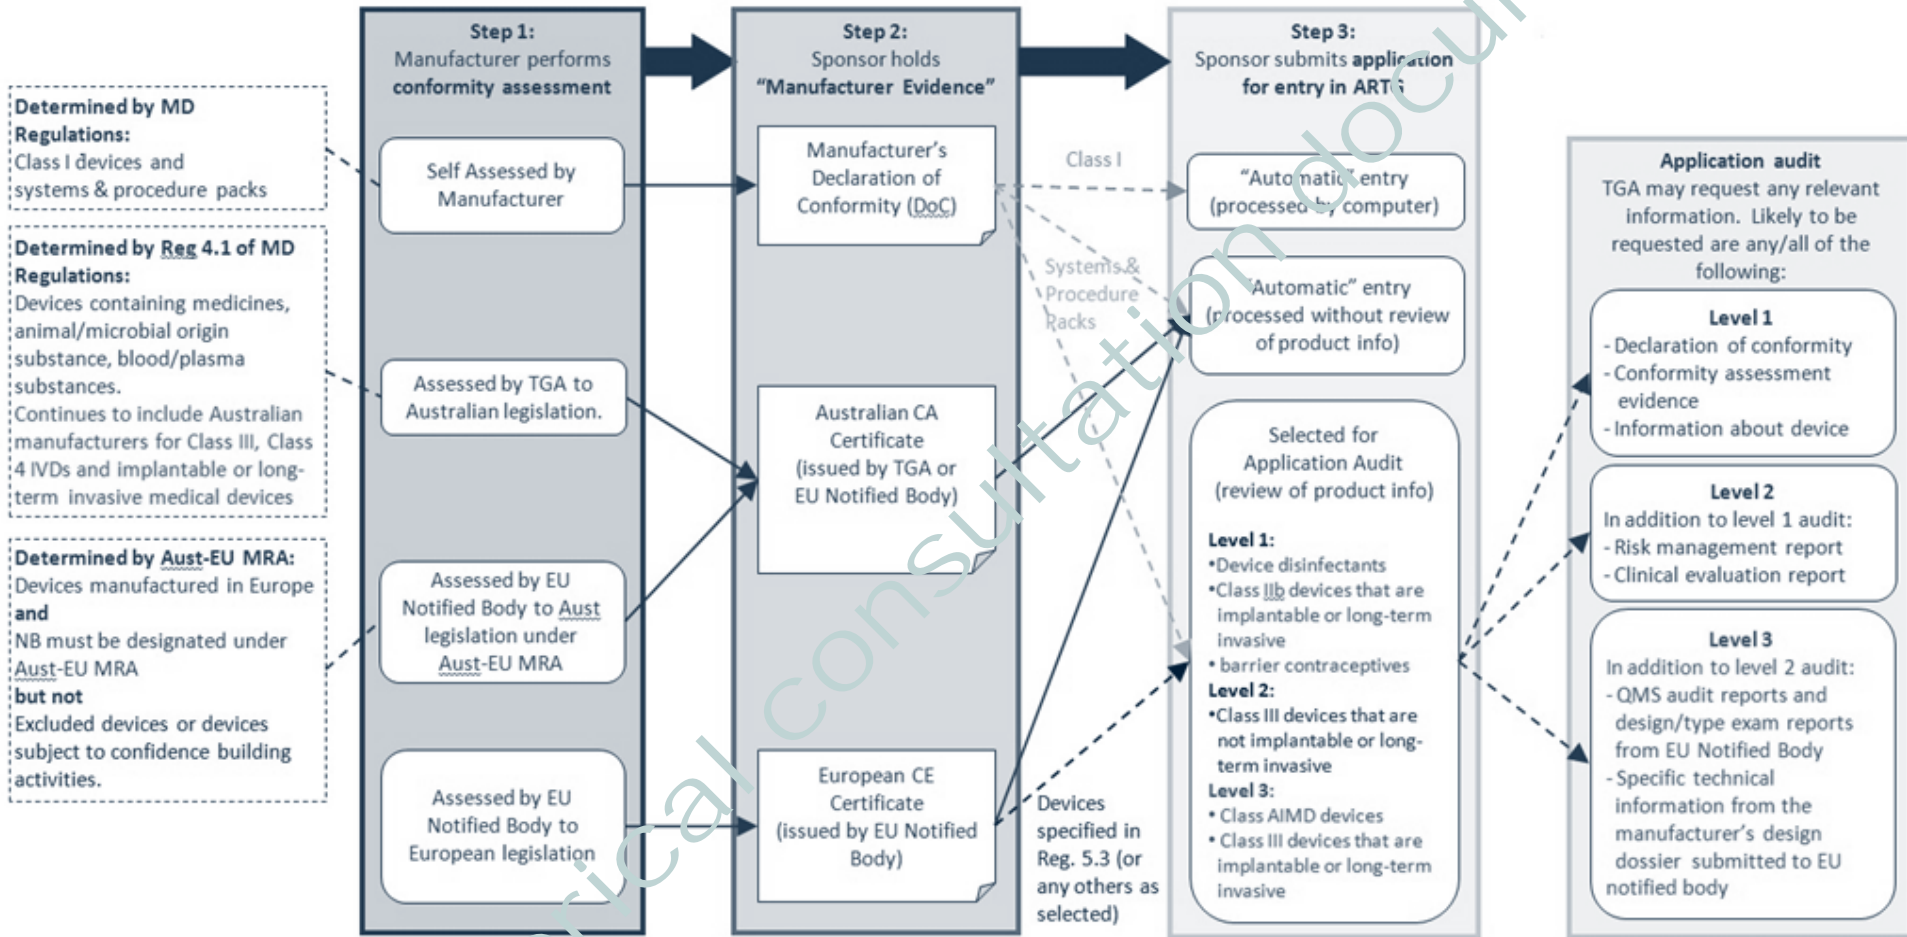 Step 1:
Manufacturer performs
conformity assessment
Step 2:
Sponsor holds
“Manufacturer Evidence”
Step 3:
Sponsor submits application
for entry in ARTG
Determined by MD
Regulations:
Class I devices and
systems & procedure packs
Determined by Reg 4.1 of MD
Regulations:
Devices containing medicines,
animal/microbial origin
substance, blood/plasma
substances.
Continues to include Australian
manufacturers for Class III, Class
4 IVDs and implantable or long-
term invasive medical devices
Determined by Aust-EU MRA:
Devices manufactured in Europe
and
NB must be designated under
Aust-EU MRA
but not
Excluded devices or devices
subject to confidence building
activities.
Self Assessed by
Manufacturer
Assessed by TGA to
Australian legislation.
Assessed by EU
Notified Body to Aust
legislation under
Aust-EU MRA
Assessed by EU
Notified Body to
European legislation
Manufacturer’s
Declaration of
Conformity (DoC)
Australian CA
Certificate
(issued by TGA or
EU Notified Body)
European CE
Certificate
(issued by EU Notified
Body)
Class I
Systems &
Procedure
Packs
Devices
specified in
Reg. 5.3 (or
any others as
selected)
“Automatic” entry
(processed by computer)
“Automatic” entry
(processed without review
of product info)
Selected for
Application Audit
(review of product info)
Level 1:
•Device disinfectants
•Class IIb devices that are
implantable or long-term
invasive
• barrier contraceptives
Level 2:
•Class III devices that are
not implantable or long-
term invasive
Level 3:
• Class AIMD devices
• Class III devices that are
implantable or long-term
invasive
Application audit
TGA may request any relevant
information. Likely to be
requested are any/all of the
following:
Level 1
- Declaration of conformity
- Conformity assessment
evidence
- Information about device
Level 2
In addition to level 1 audit:
- Risk management report
- Clinical evaluation report
Level 3
In addition to level 2 audit:
- QMS audit reports and
design/type exam reports
from EU Notified Body
- Specific technical
information from the
manufacturer’s design
dossier submitted to EU
notified body
orical consultation docu